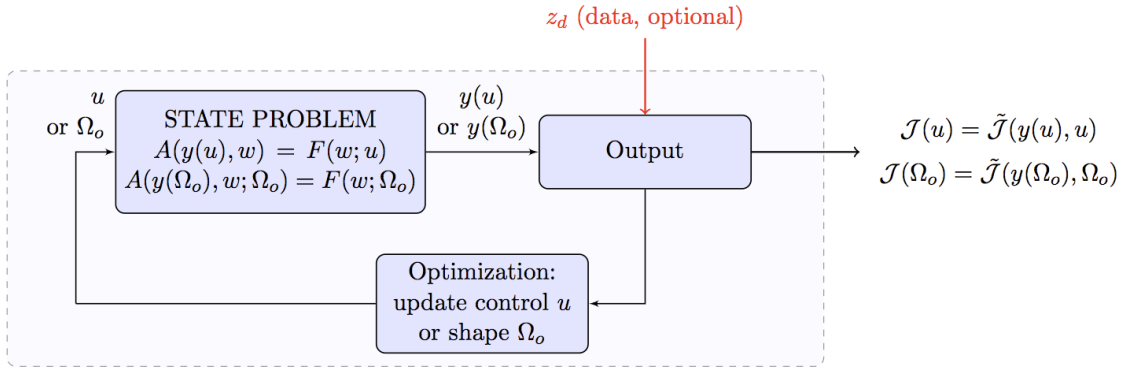 z_d (data, optional)
u
or Ω_o
STATE PROBLEM
A(y(u), w) = F(w; u)
A(y(Ω_o), w; Ω_o) = F(w; Ω_o)
y(u)
or y(Ω_o)
Output
𝒥(u) = 𝒥̃(y(u), u)
𝒥(Ω_o) = 𝒥̃(y(Ω_o), Ω_o)
Optimization:
update control u
or shape Ω_o